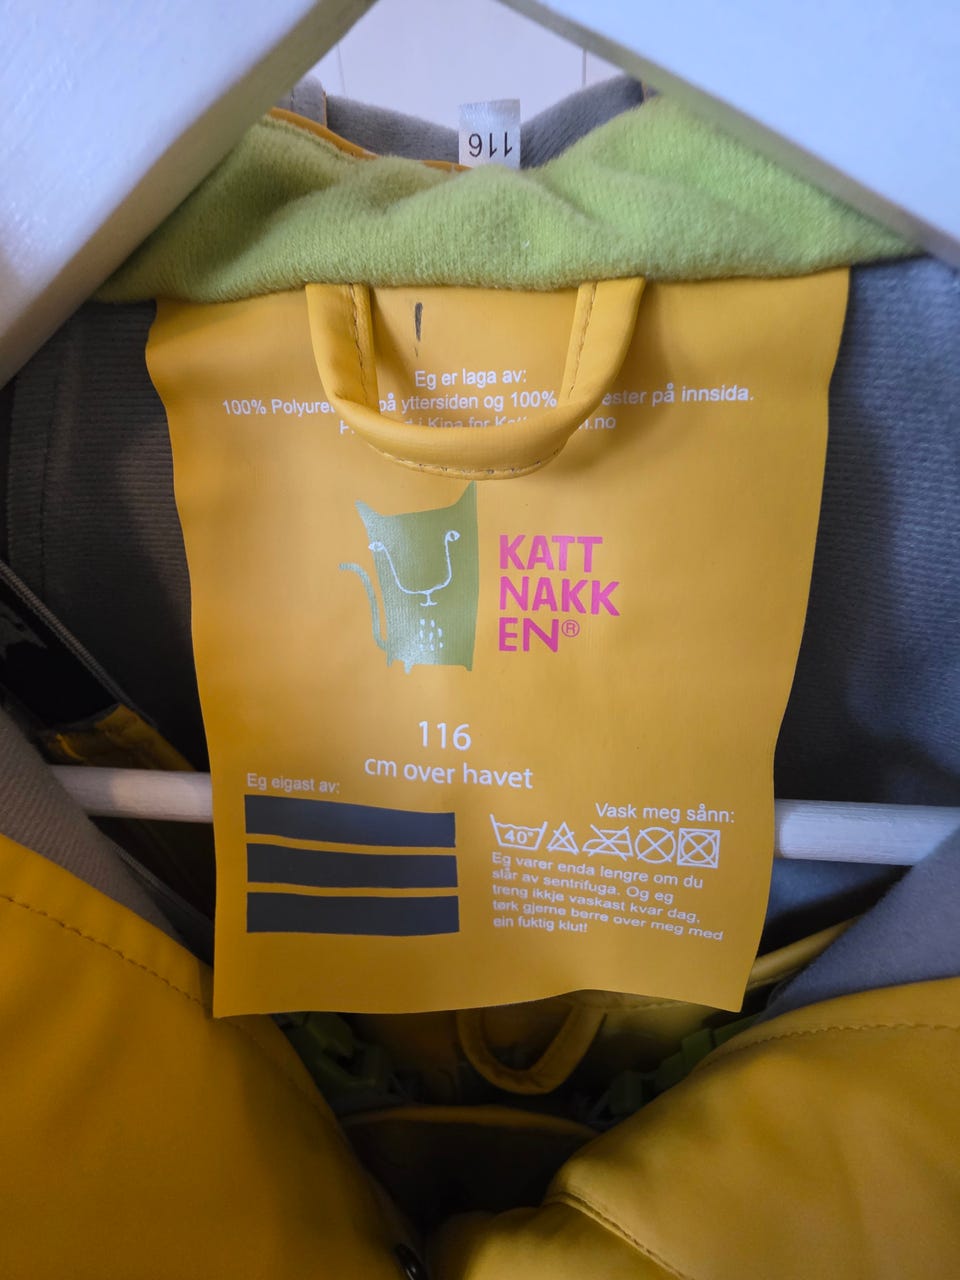 116
Eg er laga av:
100% på yttersiden og 100% på innsida.
i Kina for
KATT
NAKK
EN®
116
cm over havet
Eg eigast av:
Vask meg sånn:
40°
Eg varer enda lengre om du
slår av sentrifuga. Og eg
treng ikkje vaskast kvar dag,
tørk gjerne berre over meg med
ein fuktig klut!